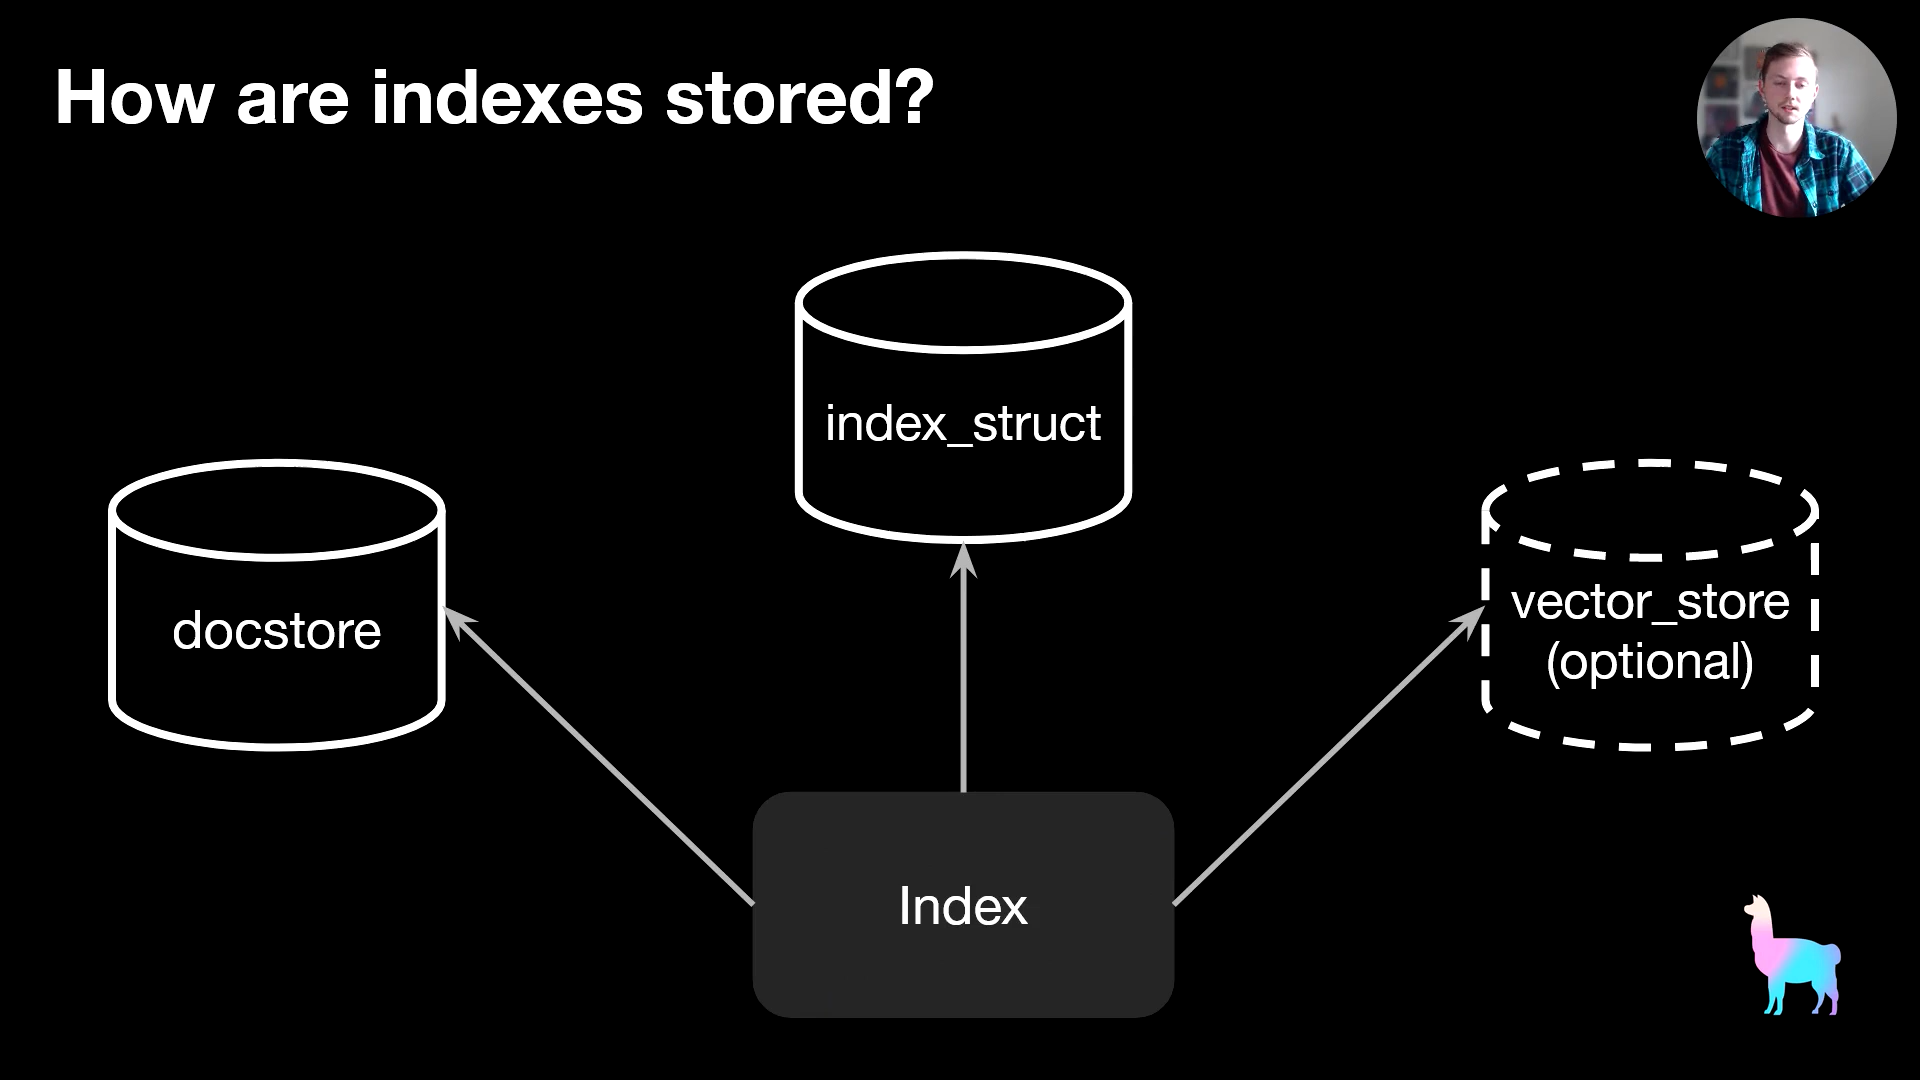 How are indexes stored?
index_struct
docstore
vector_store
(optional)
Index